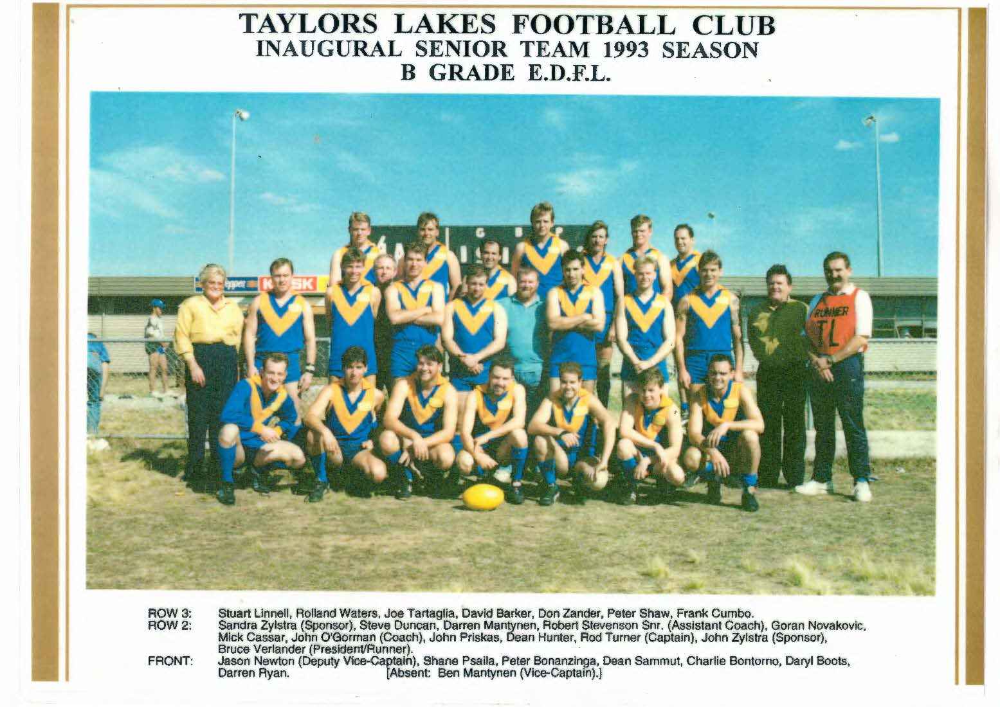 TAYLORS LAKES FOOTBALL CLUB
INAUGURAL SENIOR TEAM 1993 SEASON
B GRADE E.D.F.L.
G B P
RUNNER
TL
ROW 3: Stuart Linnell, Rolland Waters, Joe Tartaglia, David Barker, Don Zander, Peter Shaw, Frank Cumbo.
ROW 2: Sandra Zylstra (Sponsor), Steve Duncan, Darren Mantynen, Robert Stevenson Snr. (Assistant Coach), Goran Novakovic,
Mick Cassar, John O'Gorman (Coach), John Priskas, Dean Hunter, Rod Turner (Captain), John Zylstra (Sponsor),
Bruce Verlander (President/Runner).
FRONT: Jason Newton (Deputy Vice-Captain), Shane Psaila, Peter Bonanzinga, Dean Sammut, Charlie Bontorno, Daryl Boots,
Darren Ryan. [Absent: Ben Mantynen (Vice-Captain).]